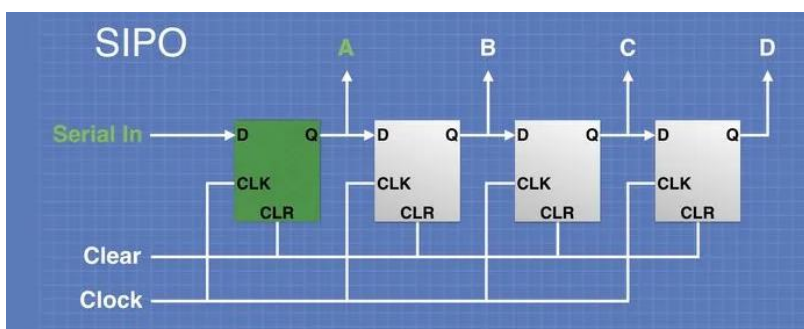 SIPO
A B C D
Serial In D Q D Q D Q D Q
CLK CLK CLK CLK
CLR CLR CLR CLR
Clear
Clock